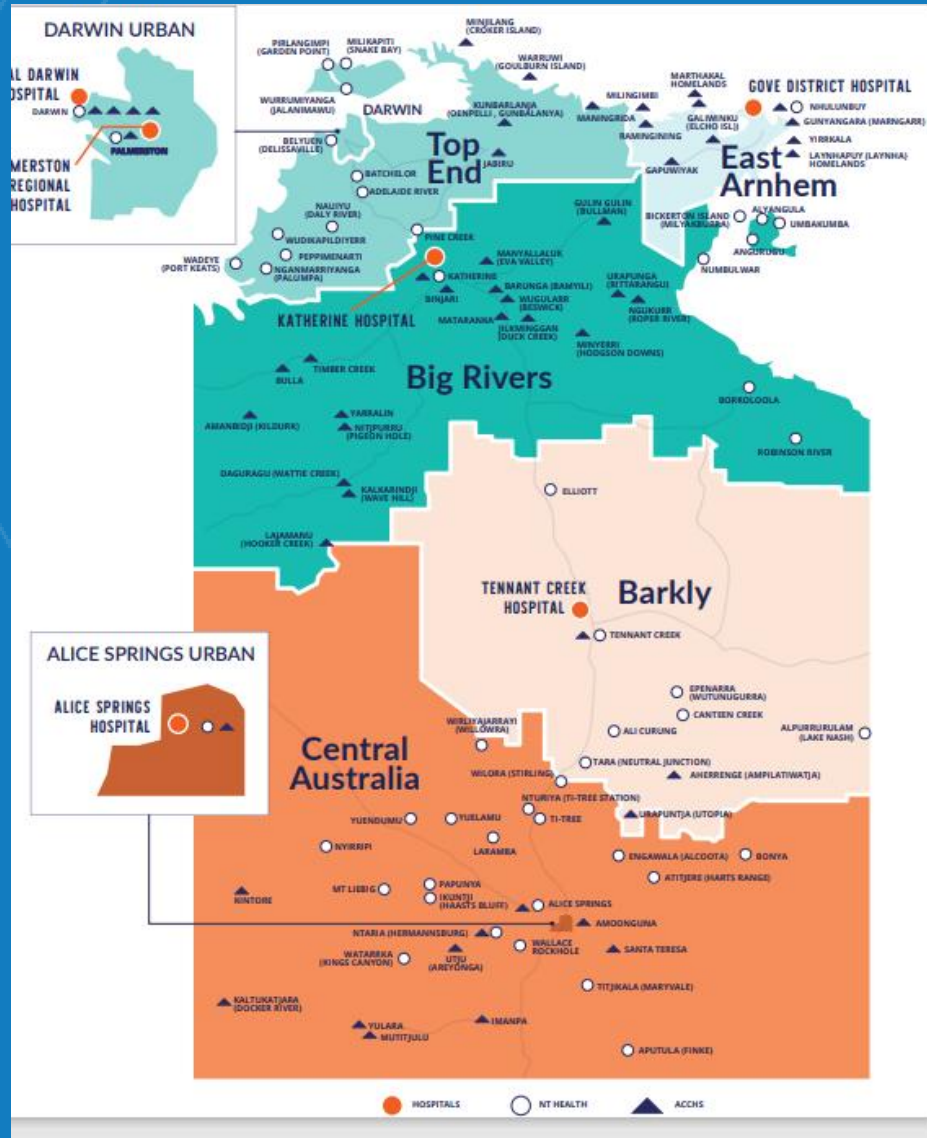 DARWIN URBAN
AL DARWIN
OSPITAL
DARWIN
PALMERSTON
MERSTON
REGIONAL
HOSPITAL
MINJILANG
(CROKER ISLAND)
PIRLANGIMPI
(GARDEN POINT)
MILIKAPITI
(SNAKE BAY)
WARRUWI
(GOULBURN ISLAND)
WURRUMIYANGA
(JALANIMAWU)
DARWIN
KUNBARLANJA
(OENPELLI, GUNBALANYA)
MANINGRIDA
MILINGIMBI
RAMINGINING
MARTHAKAL
HOMELANDS
GALIWINKU
(ELCHO ISL)
GOVE DISTRICT HOSPITAL
NHULUNBUY
GUNYANGARA (MARNGARR)
YIRRKALA
LAYNHAPUY (LAYNHA)
HOMELANDS
BELYUEN
(DELISSAVILLE)
Top
End
JABIRU
GAPUWIYAK
East
Arnhem
BATCHELOR
ADELAIDE RIVER
NAUIYU
(DALY RIVER)
WUDIKAPILDIYERR
PEPPIMENARTI
WADEYE
(PORT KEATS)
NGANMARRIYANGA
(PALUMPA)
PINE CREEK
GULIN GULIN
(BULLMAN)
BICKERTON ISLAND
(MILYAKBURRA)
ALYANGULA
UMBAKUMBA
ANGURUGU
NUMBULWAR
MANYALLALUK
(EVA VALLEY)
KATHERINE
BINJARI
BARUNGA (BAMYILI)
WUGULARR
(BESWICK)
MATARANKA
JILKMINGGAN
(DUCK CREEK)
URAPUNGA
(RITTARANGU)
NGUKURR
(ROPER RIVER)
MINYERRI
(HODGSON DOWNS)
KATHERINE HOSPITAL
TIMBER CREEK
BULLA
Big Rivers
BORROLOOLA
ROBINSON RIVER
AMANBIDJI (KILDURK)
YARRALIN
NITJPURRU
(PIGEON HOLE)
DAGURAGU (WATTIE CREEK)
KALKARINDJI
(WAVE HILL)
LAJAMANU
(HOOKER CREEK)
ELLIOTT
TENNANT CREEK
HOSPITAL
Barkly
TENNANT CREEK
EPENARRA
(WUTUNUGURRA)
CANTEEN CREEK
ALI CURUNG
ALPURRURULAM
(LAKE NASH)
TARA (NEUTRAL JUNCTION)
AHERRENGE (AMPILATIWATJA)
ALICE SPRINGS URBAN
ALICE SPRINGS
HOSPITAL
Central
Australia
WIRLIYAJARRAYI
(WILLOWRA)
WILORA (STIRLING)
NTURIYA (TI-TREE STATION)
TI-TREE
URAPUNTJA (UTOPIA)
YUENDUMU
YUELAMU
LARAMBA
NYIRRIPI
ENGAWALA (ALCOOTA)
BONYA
ATITJERE (HARTS RANGE)
MT LIEBIG
PAPUNYA
IKUNTJI
(HAASTS BLUFF)
KINTORE
ALICE SPRINGS
AMOONGUNA
NTARIA (HERMANNSBURG)
WALLACE
ROCKHOLE
SANTA TERESA
WATARRKA
(KINGS CANYON)
UTJU
(AREYONGA)
TITJIKALA (MARYVALE)
KALTUKATJARA
(DOCKER RIVER)
YULARA
MUTITJULU
IMANPA
APUTULA (FINKE)
HOSPITALS
NT HEALTH
ACCHS